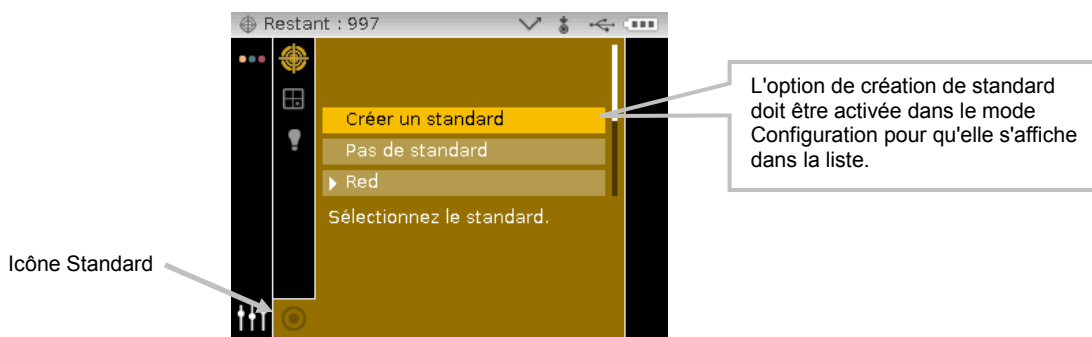 Restant : 997
Créer un standard
Pas de standard
Red
Sélectionnez le standard.
L'option de création de standard
doit être activée dans le mode
Configuration pour qu'elle s'affiche
dans la liste.
Icône Standard